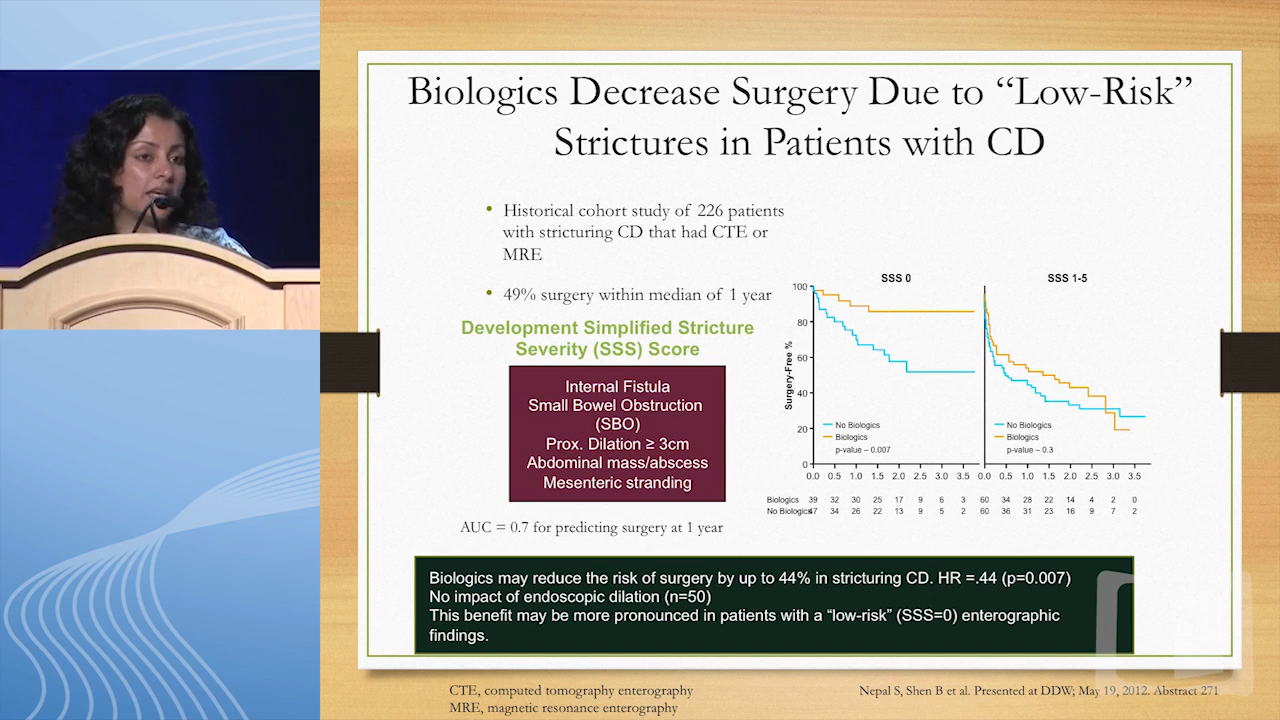 Biologics Decrease Surgery Due to “Low-Risk”
Strictures in Patients with CD
• Historical cohort study of 226 patients
with stricturing CD that had CTE or
MRE
• 49% surgery within median of 1 year
Development Simplified Stricture
Severity (SSS) Score
Internal Fistula
Small Bowel Obstruction
(SBO)
Prox. Dilation ≥ 3cm
Abdominal mass/abscess
Mesenteric stranding
AUC = 0.7 for predicting surgery at 1 year
SSS 0
SSS 1-5
Surgery-Free %
100
80
60
40
20
0
No Biologics
Biologics
p-value – 0.007
No Biologics
Biologics
p-value – 0.3
0.0 0.5 1.0 1.5 2.0 2.5 3.0 3.5 0.0 0.5 1.0 1.5 2.0 2.5 3.0 3.5
Biologics 39 32 30 25 17 9 6 3 60 34 28 22 14 4 2 0
No Biologics 47 34 26 22 13 9 5 2 60 36 31 23 16 9 7 2
Biologics may reduce the risk of surgery by up to 44% in stricturing CD. HR =.44 (p=0.007)
No impact of endoscopic dilation (n=50)
This benefit may be more pronounced in patients with a “low-risk” (SSS=0) enterographic
findings.
CTE, computed tomography enterography
MRE, magnetic resonance enterography
Nepal S, Shen B et al. Presented at DDW; May 19, 2012. Abstract 271